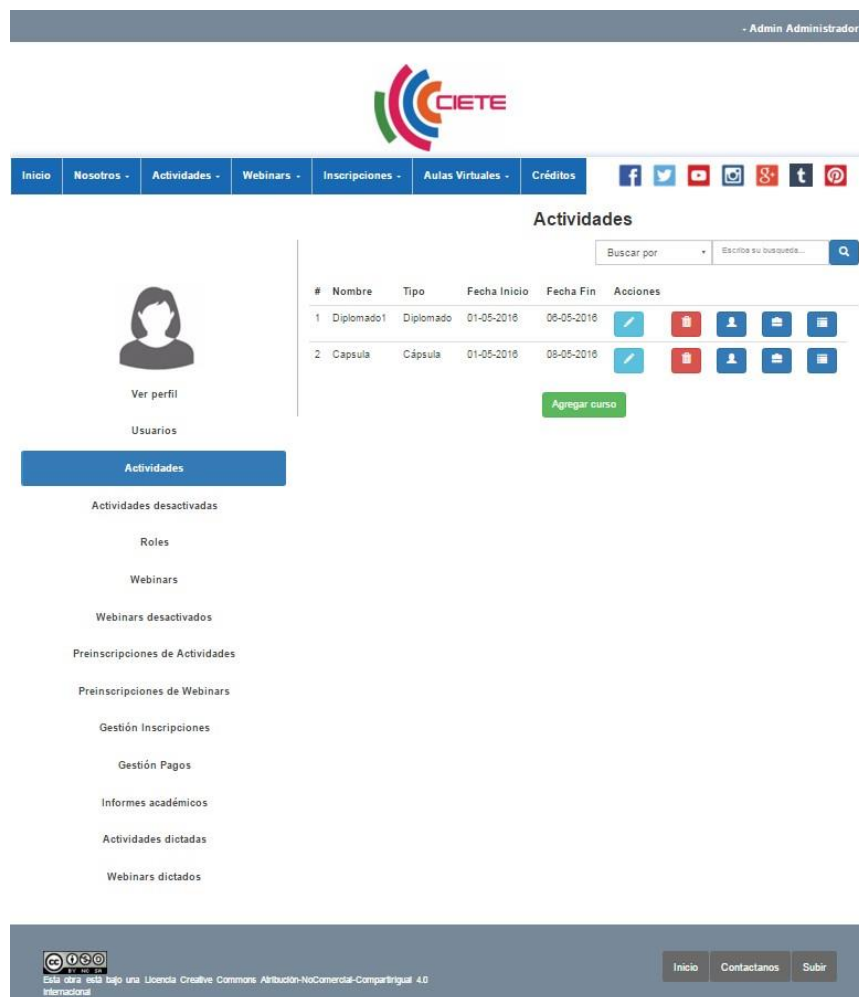 - Admin Administrador
CIETE
Inicio Nosotros - Actividades - Webinars - Inscripciones - Aulas Virtuales - Créditos
Actividades
Buscar por Escriba su busqueda...
# Nombre Tipo Fecha Inicio Fecha Fin Acciones
1 Diplomado1 Diplomado 01-05-2016 06-05-2016
2 Capsula Cápsula 01-05-2016 08-05-2016
Agregar curso
Ver perfil
Usuarios
Actividades
Actividades desactivadas
Roles
Webinars
Webinars desactivados
Preinscripciones de Actividades
Preinscripciones de Webinars
Gestión Inscripciones
Gestión Pagos
Informes académicos
Actividades dictadas
Webinars dictados
cc
BY NC SA
Esta obra está bajo una Licencia Creative Commons Atribución-NoComercial-CompartirIgual 4.0
Internacional
Inicio Contactanos Subir